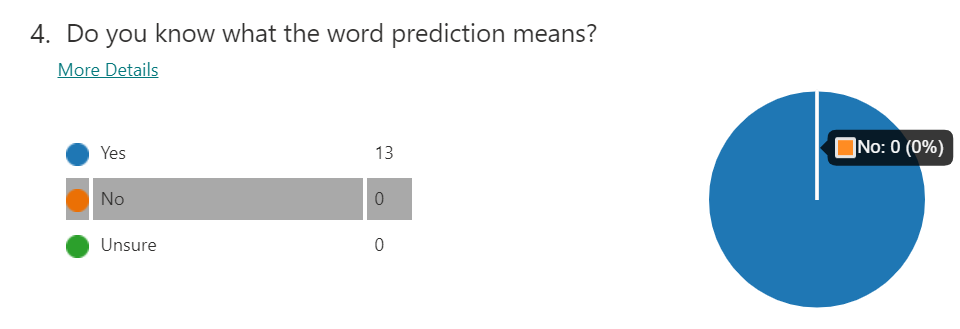 4. Do you know what the word prediction means?
More Details
Yes 13
No 0
No: 0 (0%)
Unsure 0